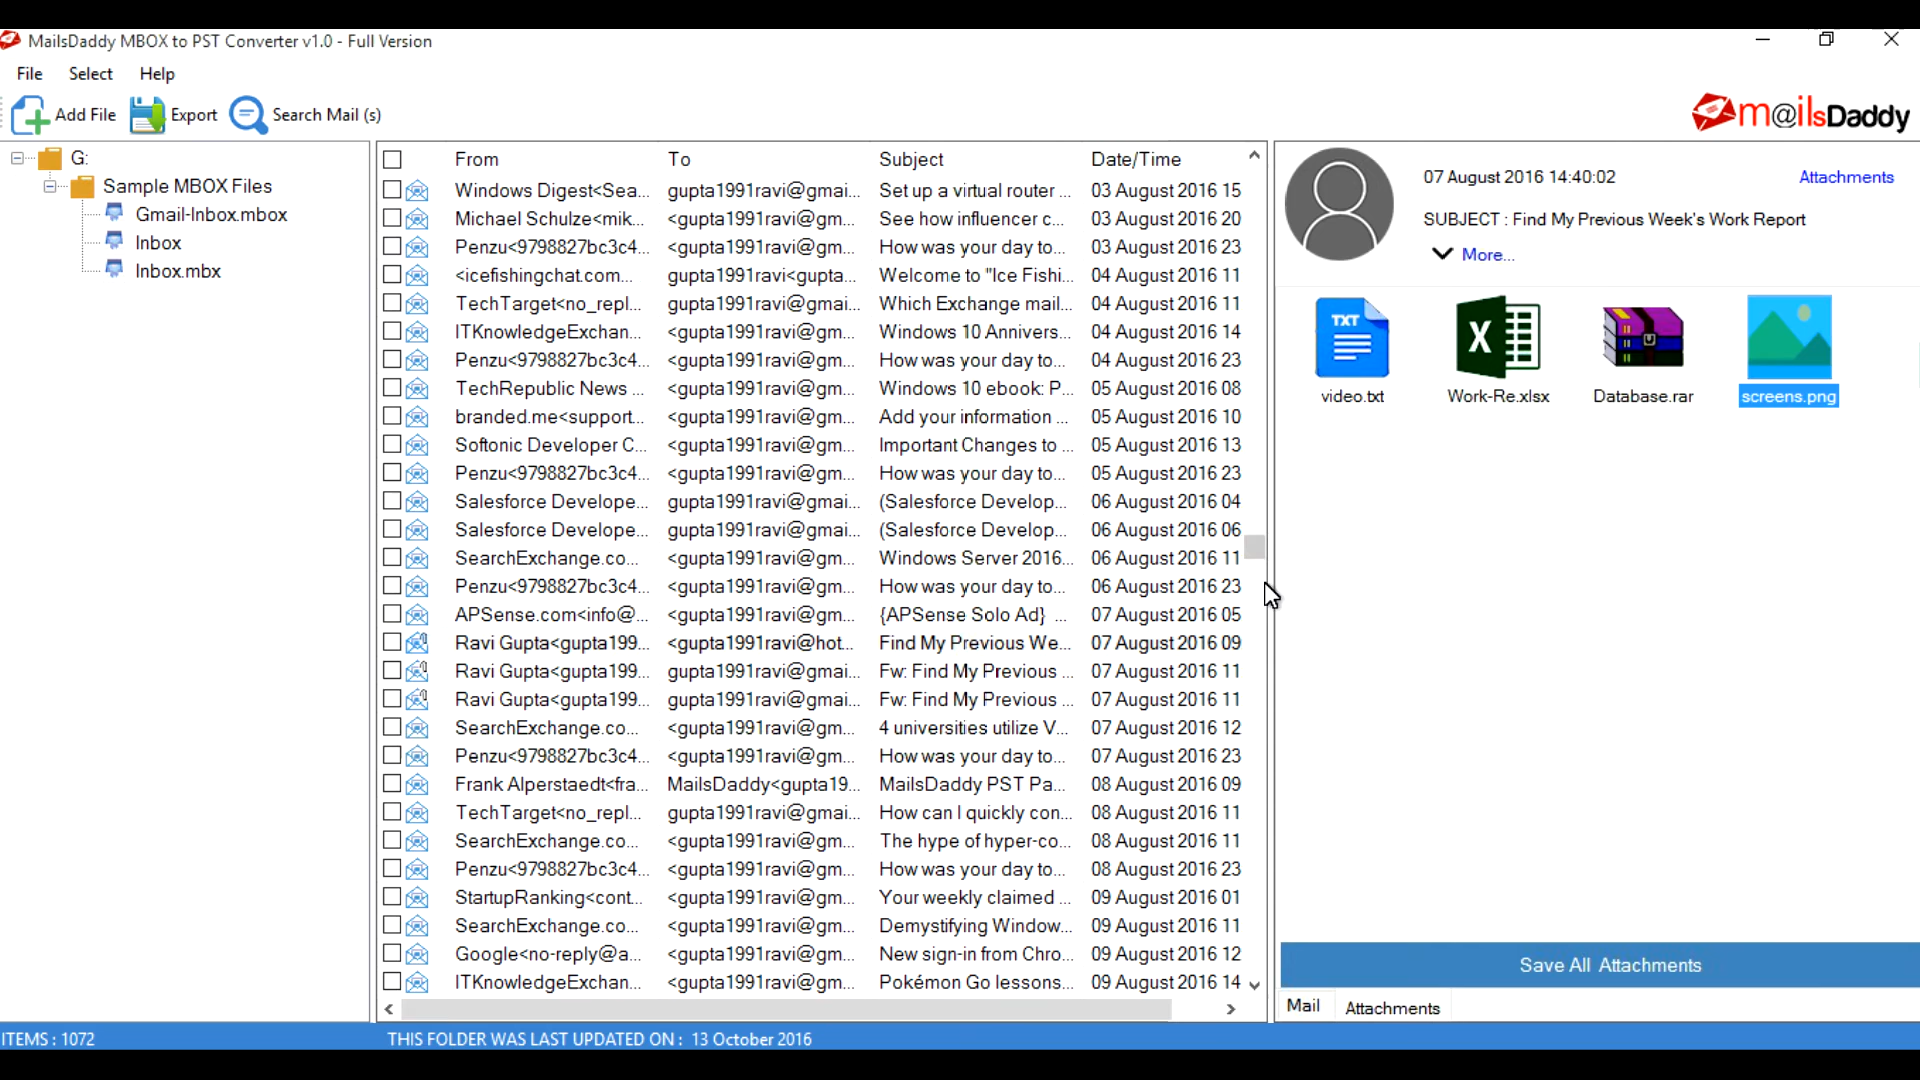 MailsDaddy MBOX to PST Converter v1.0 - Full Version
File Select Help
Add File Export Search Mail (s)
m@ilsDaddy
G:
Sample MBOX Files
Gmail-Inbox.mbox
Inbox
Inbox.mbx
From To Subject Date/Time
Windows Digest<Sea... gupta1991ravi@gmai... Set up a virtual router ... 03 August 2016 15
Michael Schulze<mik... <gupta1991ravi@gm... See how influencer c... 03 August 2016 20
Penzu<9798827bc3c4... <gupta1991ravi@gm... How was your day to... 03 August 2016 23
<icefishingchat.com... gupta1991ravi<gupta... Welcome to "Ice Fishi... 04 August 2016 11
TechTarget<no_repl... gupta1991ravi@gmai... Which Exchange mail... 04 August 2016 11
ITKnowledgeExchan... <gupta1991ravi@gm... Windows 10 Annivers... 04 August 2016 14
Penzu<9798827bc3c4... <gupta1991ravi@gm... How was your day to... 04 August 2016 23
TechRepublic News ... <gupta1991ravi@gm... Windows 10 ebook: P... 05 August 2016 08
branded.me<support... <gupta1991ravi@gm... Add your information ... 05 August 2016 10
Softonic Developer C... <gupta1991ravi@gm... Important Changes to ... 05 August 2016 13
Penzu<9798827bc3c4... <gupta1991ravi@gm... How was your day to... 05 August 2016 23
Salesforce Develope... gupta1991ravi@gmai... (Salesforce Develop... 06 August 2016 04
Salesforce Develope... gupta1991ravi@gmai... (Salesforce Develop... 06 August 2016 06
SearchExchange.co... <gupta1991ravi@gm... Windows Server 2016... 06 August 2016 11
Penzu<9798827bc3c4... <gupta1991ravi@gm... How was your day to... 06 August 2016 23
APSense.com<info@... <gupta1991ravi@gm... {APSense Solo Ad} ... 07 August 2016 05
Ravi Gupta<gupta199... <gupta1991ravi@hot... Find My Previous We... 07 August 2016 09
Ravi Gupta<gupta199... gupta1991ravi@gmai... Fw: Find My Previous ... 07 August 2016 11
Ravi Gupta<gupta199... gupta1991ravi@gmai... Fw: Find My Previous ... 07 August 2016 11
SearchExchange.co... <gupta1991ravi@gm... 4 universities utilize V... 07 August 2016 12
Penzu<9798827bc3c4... <gupta1991ravi@gm... How was your day to... 07 August 2016 23
Frank Alperstaedt<fra... MailsDaddy<gupta19... MailsDaddy PST Pa... 08 August 2016 09
TechTarget<no_repl... gupta1991ravi@gmai... How can I quickly con... 08 August 2016 11
SearchExchange.co... <gupta1991ravi@gm... The hype of hyper-co... 08 August 2016 11
Penzu<9798827bc3c4... <gupta1991ravi@gm... How was your day to... 08 August 2016 23
StartupRanking<cont... <gupta1991ravi@gm... Your weekly claimed ... 09 August 2016 01
SearchExchange.co... <gupta1991ravi@gm... Demystifying Window... 09 August 2016 11
Google<no-reply@a... <gupta1991ravi@gm... New sign-in from Chro... 09 August 2016 12
ITKnowledgeExchan... <gupta1991ravi@gm... Pokémon Go lessons... 09 August 2016 14
07 August 2016 14:40:02 Attachments
SUBJECT : Find My Previous Week's Work Report
More...
TXT X
video.txt Work-Re.xlsx Database.rar screens.png
Save All Attachments
Mail Attachments
ITEMS : 1072 THIS FOLDER WAS LAST UPDATED ON : 13 October 2016